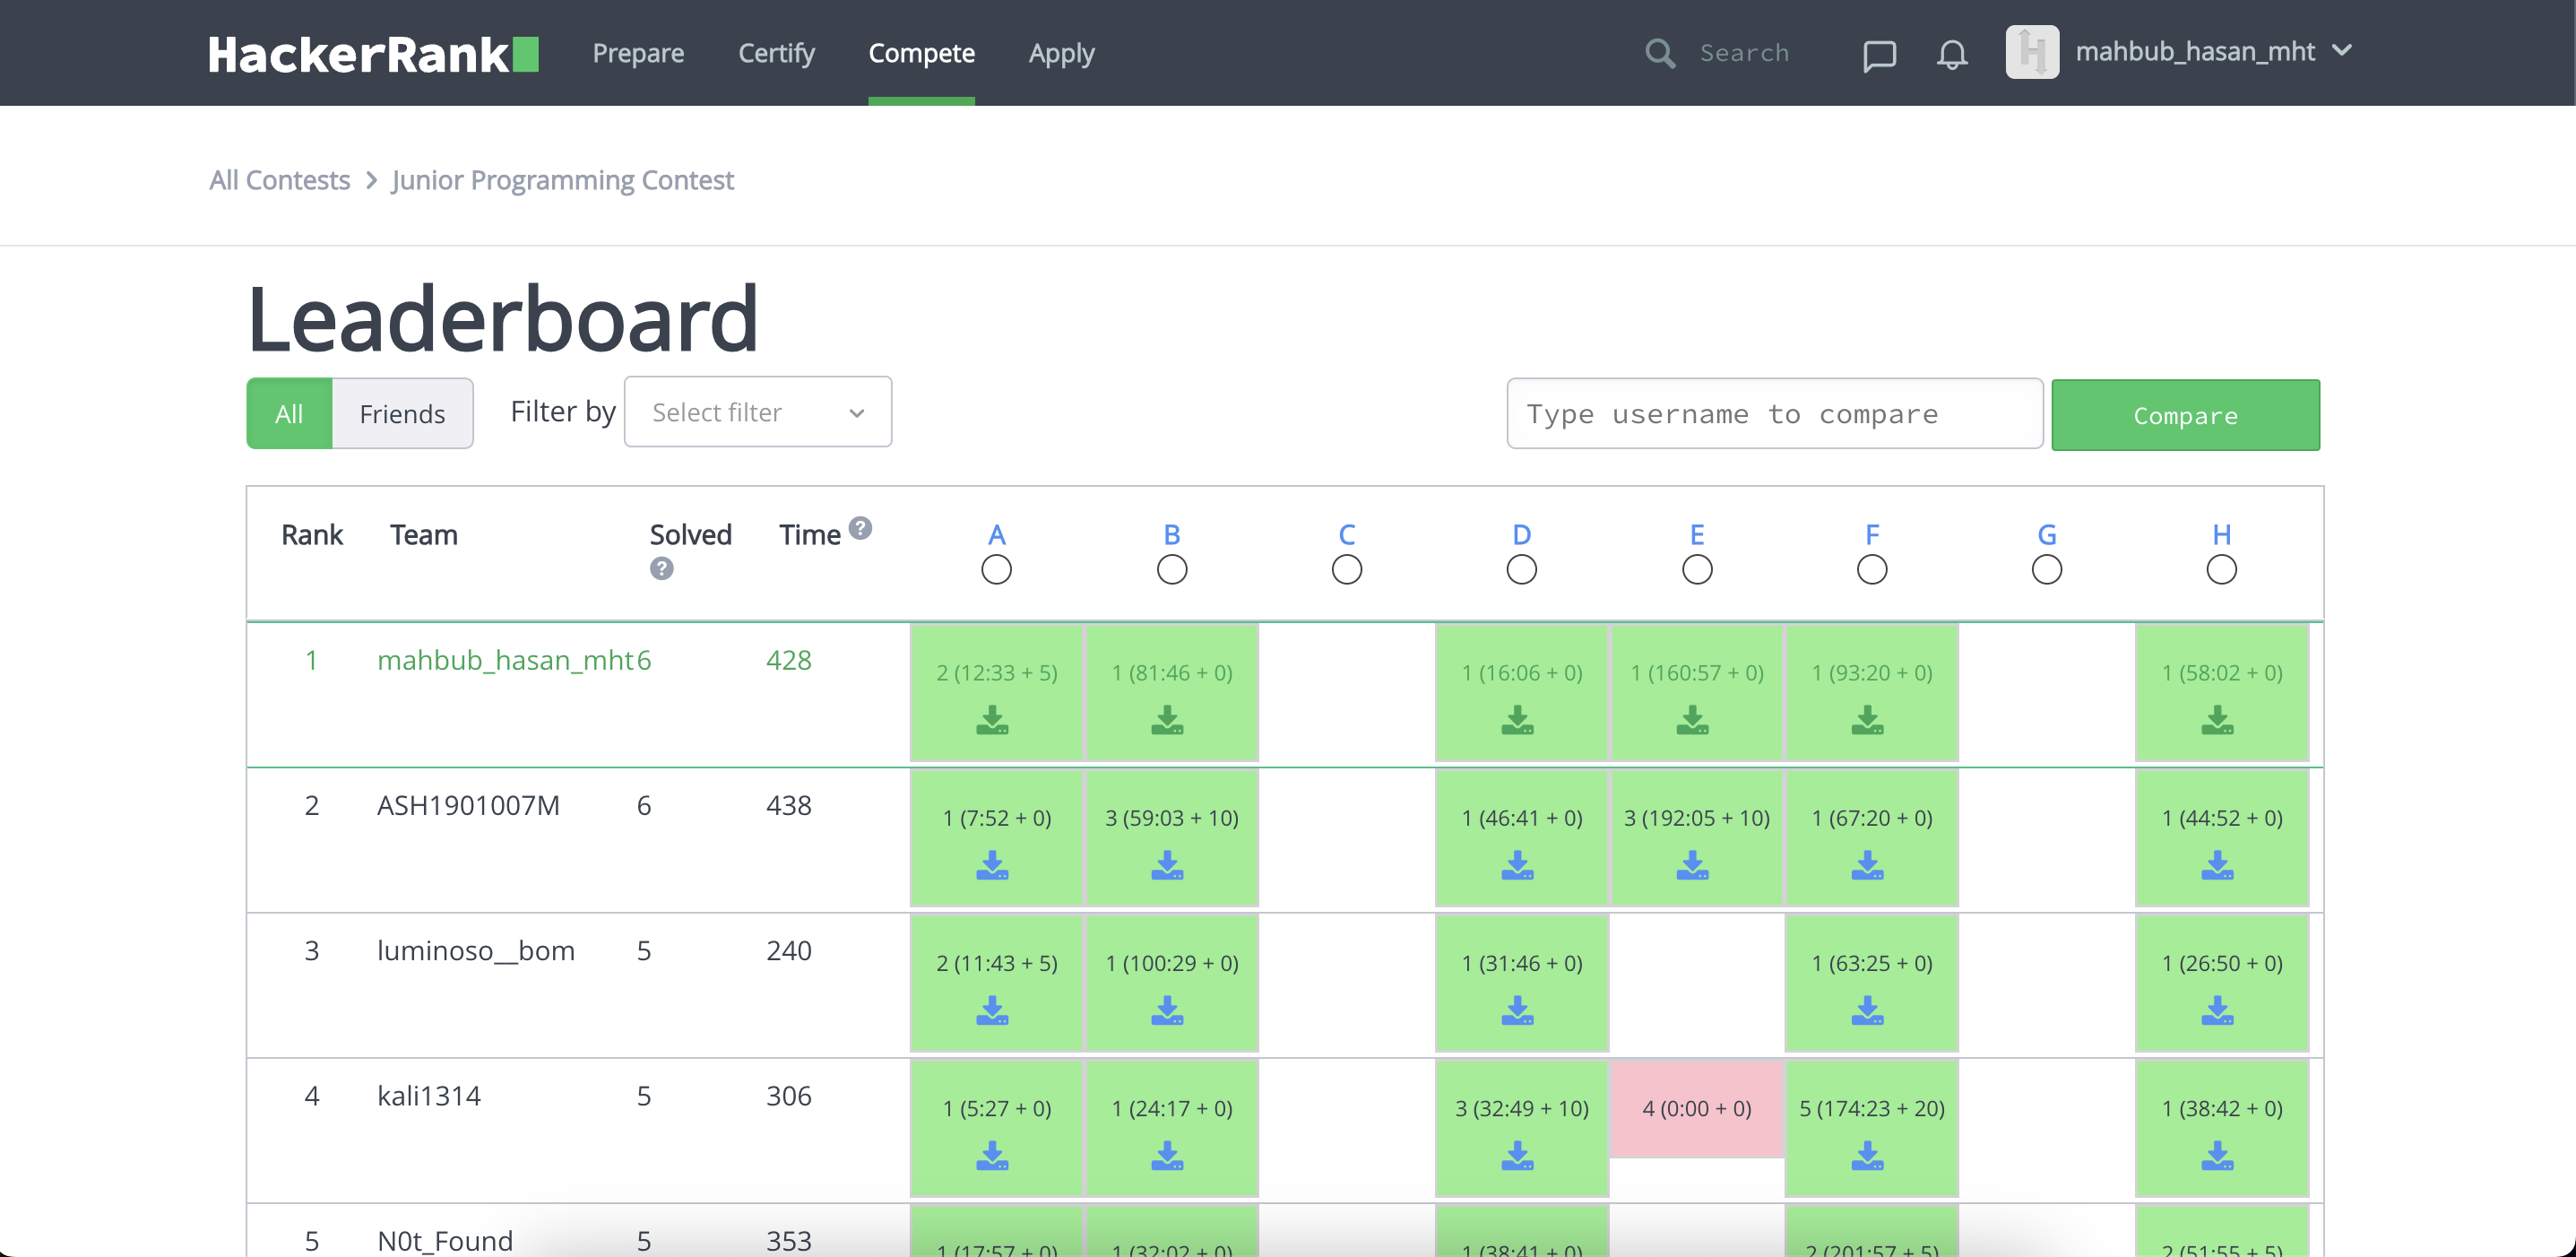 HackerRank Prepare Certify Compete Apply Search mahbub_hasan_mht
All Contests > Junior Programming Contest
Leaderboard
All Friends Filter by Select filter Type username to compare Compare
Rank Team Solved ? Time ? A B C D E F G H
1 mahbub_hasan_mht 6 428 2 (12:33 + 5) 1 (81:46 + 0) 1 (16:06 + 0) 1 (160:57 + 0) 1 (93:20 + 0) 1 (58:02 + 0)
2 ASH1901007M 6 438 1 (7:52 + 0) 3 (59:03 + 10) 1 (46:41 + 0) 3 (192:05 + 10) 1 (67:20 + 0) 1 (44:52 + 0)
3 luminoso__bom 5 240 2 (11:43 + 5) 1 (100:29 + 0) 1 (31:46 + 0) 1 (63:25 + 0) 1 (26:50 + 0)
4 kali1314 5 306 1 (5:27 + 0) 1 (24:17 + 0) 3 (32:49 + 10) 4 (0:00 + 0) 5 (174:23 + 20) 1 (38:42 + 0)
5 N0t_Found 5 353 1 (17:57 + 0) 1 (32:02 + 0) 1 (38:41 + 0) 2 (201:57 + 5) 2 (51:55 + 5)